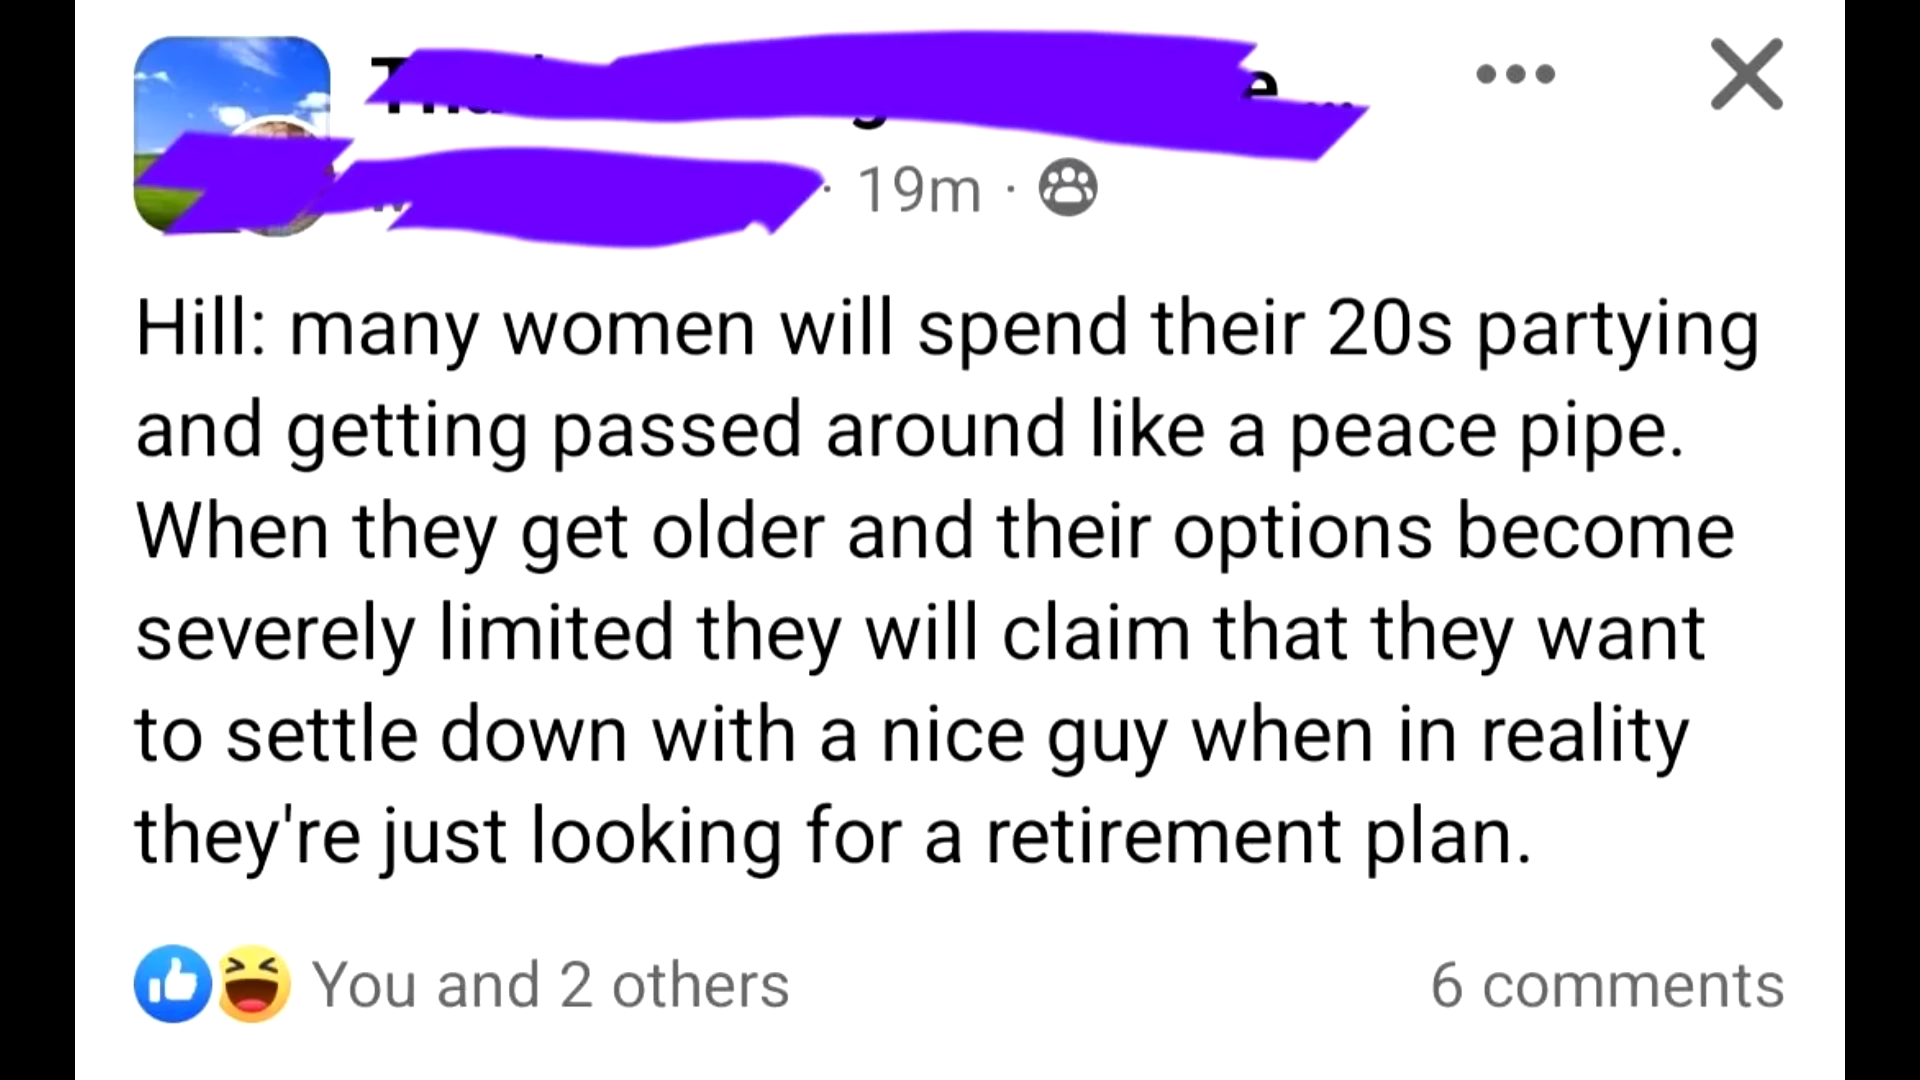 · 19m ·
Hill: many women will spend their 20s partying
and getting passed around like a peace pipe.
When they get older and their options become
severely limited they will claim that they want
to settle down with a nice guy when in reality
they're just looking for a retirement plan.
You and 2 others
6 comments